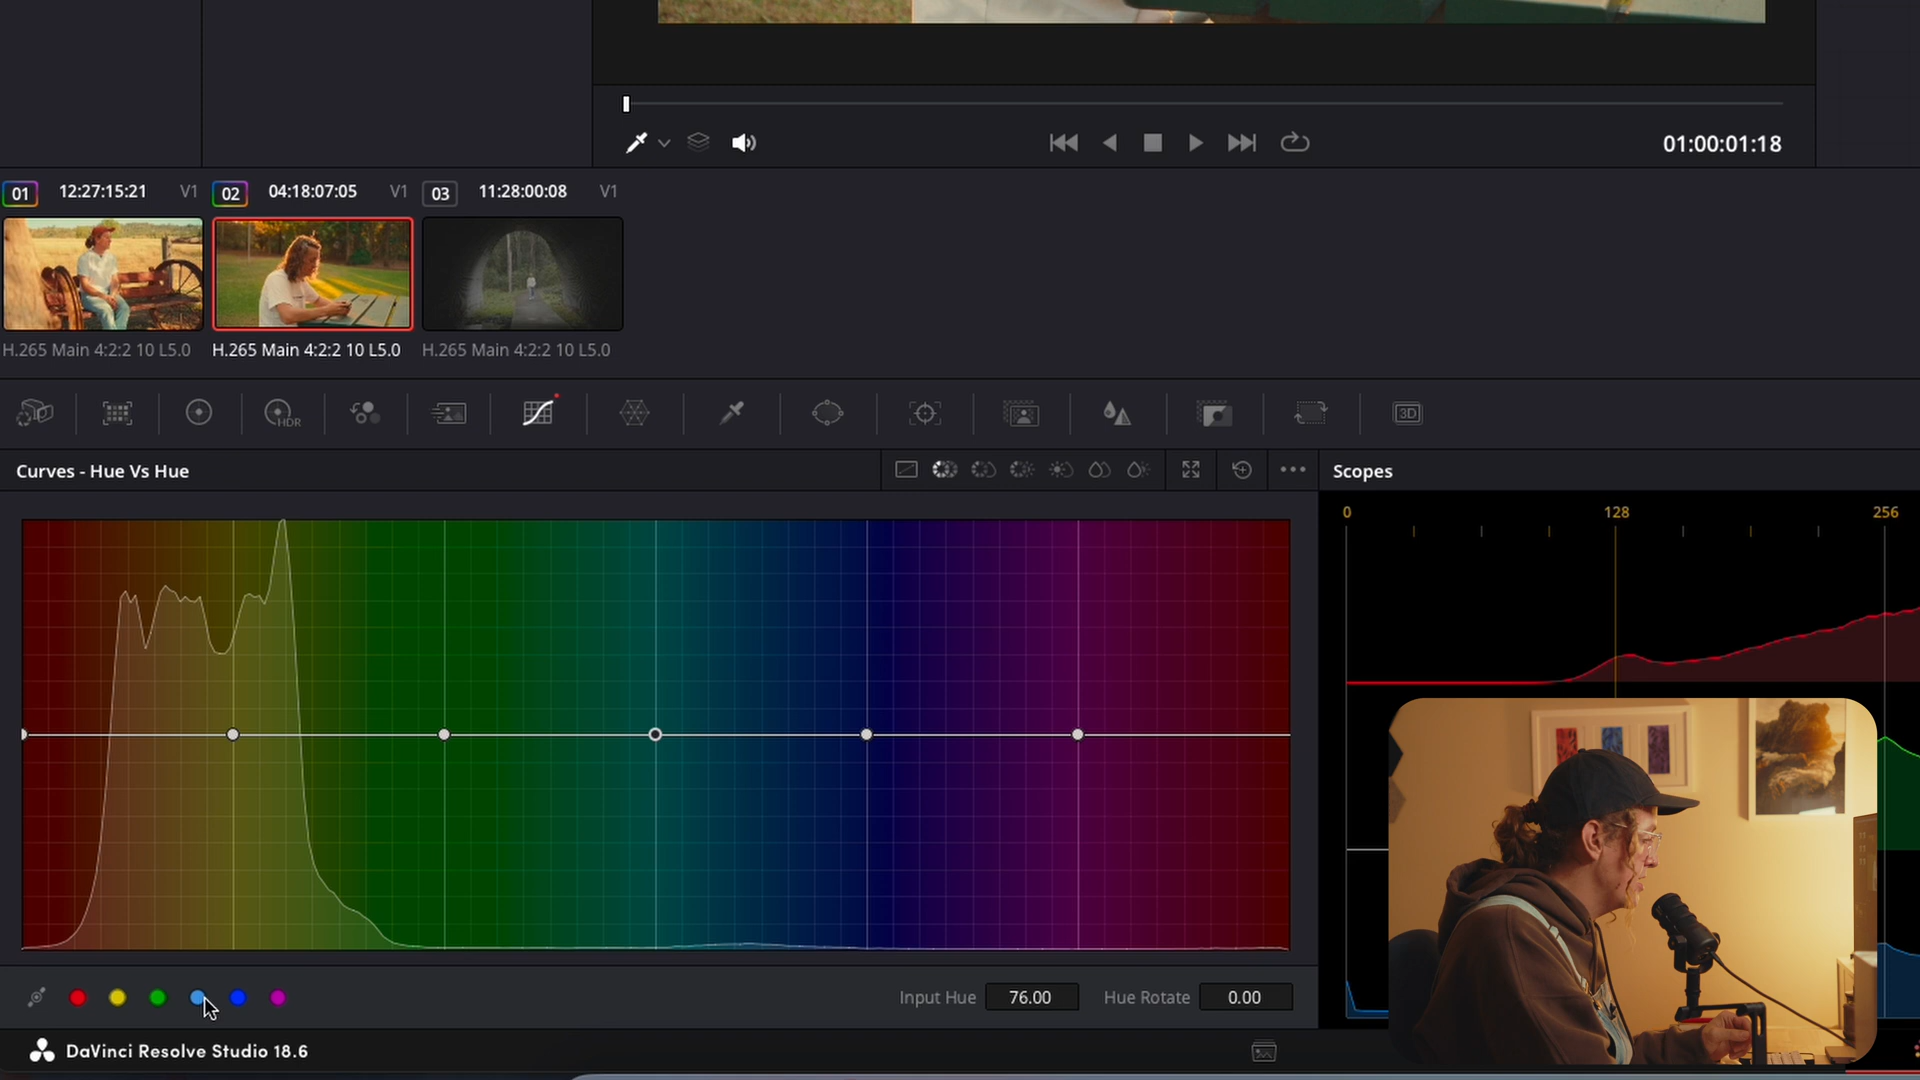 01:00:01:18
01 12:27:15:21 V1 02 04:18:07:05 V1 03 11:28:00:08 V1
H.265 Main 4:2:2 10 L5.0 H.265 Main 4:2:2 10 L5.0 H.265 Main 4:2:2 10 L5.0
HDR 3D
Curves - Hue Vs Hue Scopes
0 128 256
Input Hue 76.00 Hue Rotate 0.00
DaVinci Resolve Studio 18.6